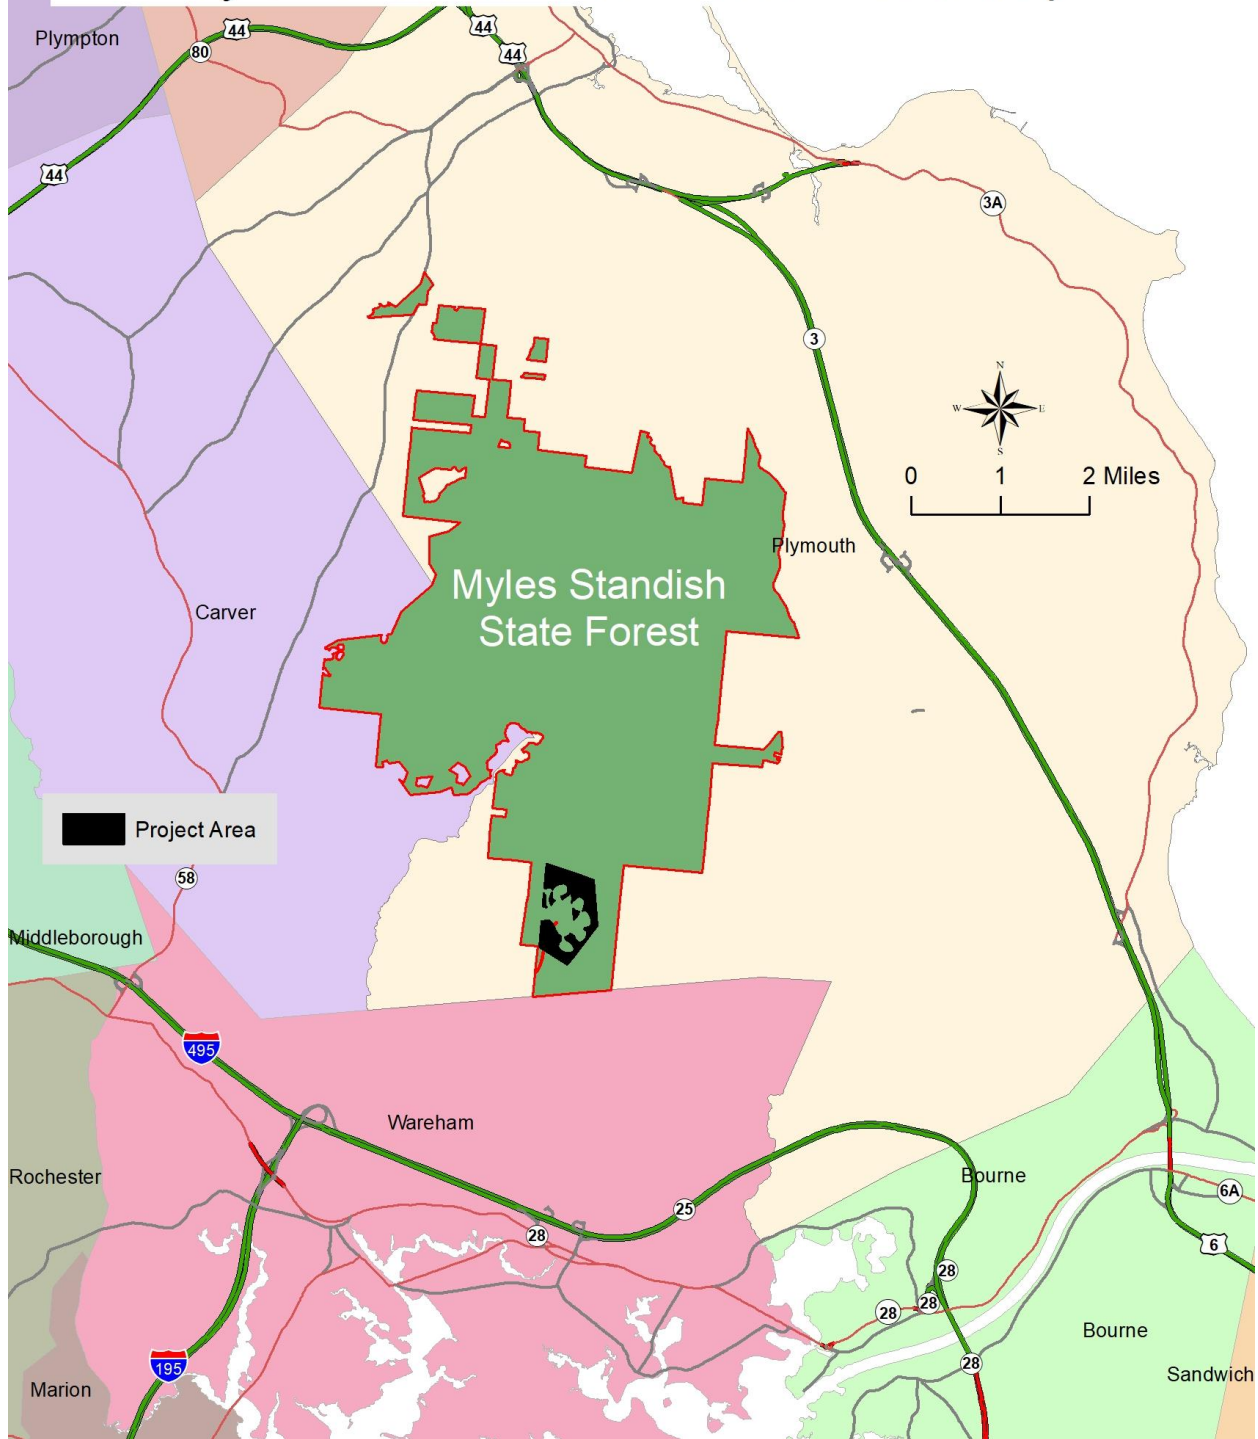 44
44
Plympton
80
44
44
3A
3
N
W E
S
0 1 2 Miles
Plymouth
Myles Standish
State Forest
Carver
Project Area
58
Middleborough
495
Wareham
Rochester
Bourne
6A
25
28
6
28
28
28
Bourne
195
28
Sandwich
Marion